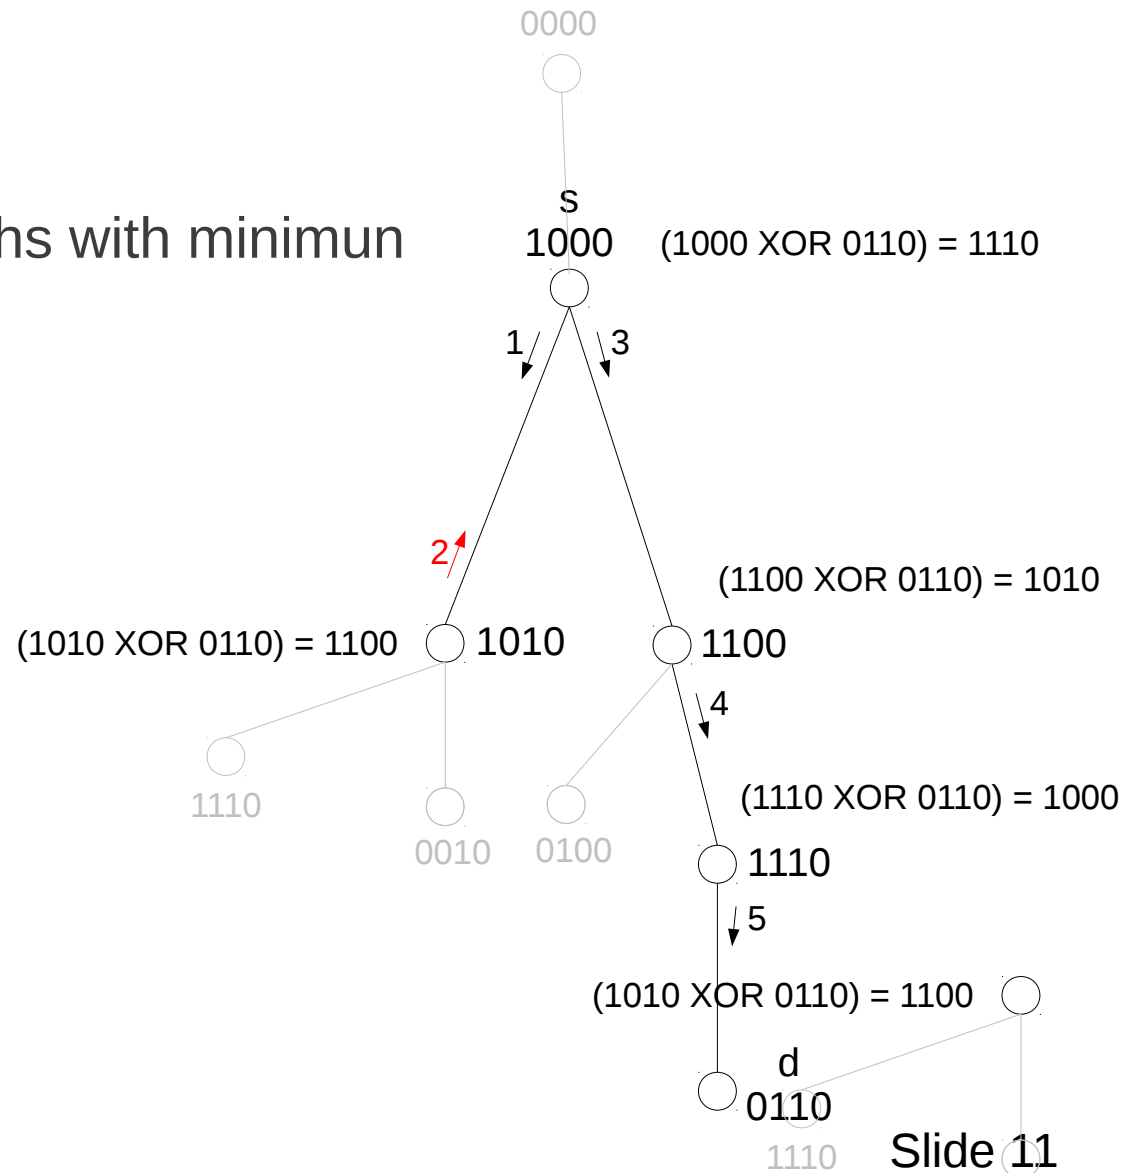 0000
s
hs with minimun
1000
(1000 XOR 0110) = 1110
1
3
2
(1100 XOR 0110) = 1010
(1010 XOR 0110) = 1100
1010
1100
4
1110
(1110 XOR 0110) = 1000
0010
0100
1110
5
(1010 XOR 0110) = 1100
d
0110
1110
Slide 11